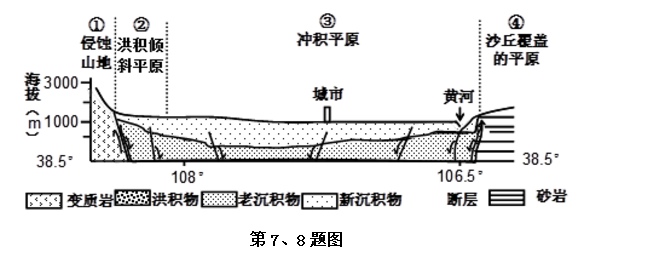 ① ② ③ ④
侵蚀山地 洪积倾斜平原 冲积平原 沙丘覆盖的平原
海拔(m)
3000
城市 黄河
1000
38.5° 38.5°
108° 106.5°
变质岩 洪积物 老沉积物 新沉积物 断层 砂岩
第7、8题图